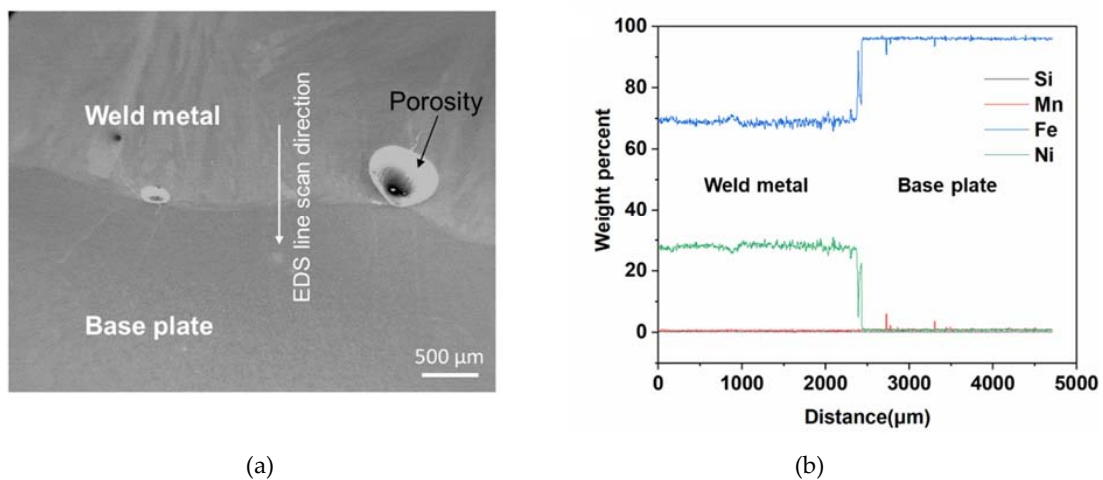 Weld metal
Porosity
EDS line scan direction
Base plate
500 µm
(a)
100
80
60
40
20
0
Weight percent
Si
Mn
Fe
Ni
Weld metal
Base plate
0
1000
2000
3000
4000
5000
Distance(µm)
(b)